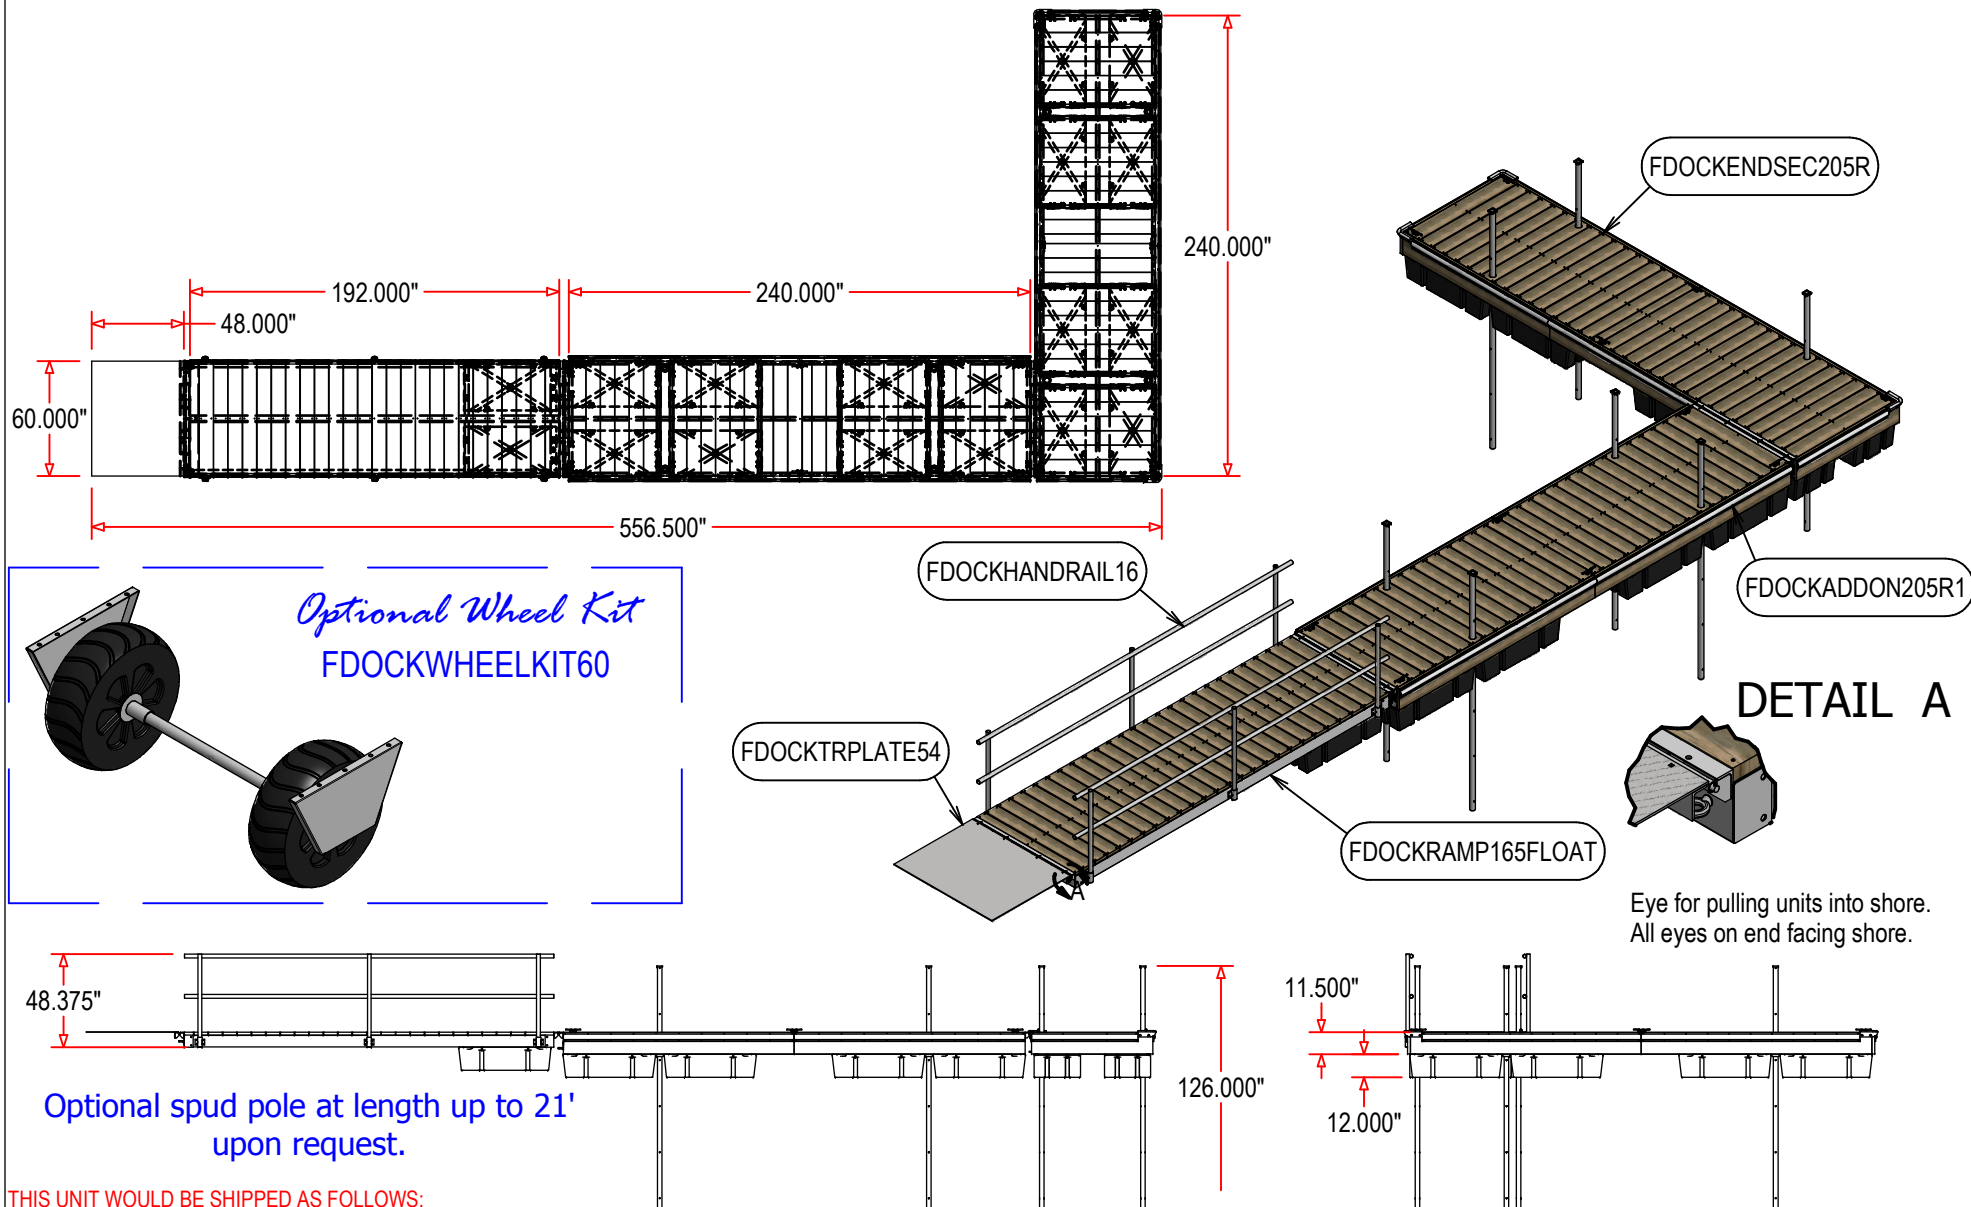 240.000"
192.000"
240.000"
48.000"
60.000"
556.500"
FDOCKENDSEC205R
FDOCKHANDRAIL16
FDOCKADDON205R1
FDOCKTRPLATE54
FDOCKRAMP165FLOAT
A
DETAIL A
Eye for pulling units into shore.
All eyes on end facing shore.
Optional Wheel Kit
FDOCKWHEELKIT60
48.375"
126.000"
11.500"
12.000"
Optional spud pole at length up to 21'
upon request.
THIS UNIT WOULD BE SHIPPED AS FOLLOWS: